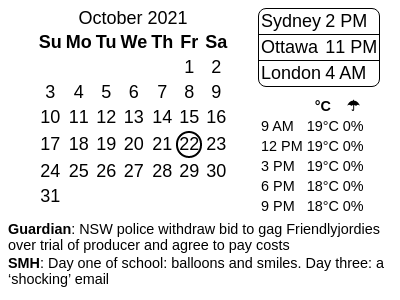 October 2021
Su Mo Tu We Th Fr Sa
1 2
3 4 5 6 7 8 9
10 11 12 13 14 15 16
17 18 19 20 21 22 23
24 25 26 27 28 29 30
31
Sydney 2 PM
Ottawa 11 PM
London 4 AM
°C ☂
9 AM 19°C 0%
12 PM 19°C 0%
3 PM 19°C 0%
6 PM 18°C 0%
9 PM 18°C 0%
Guardian: NSW police withdraw bid to gag Friendlyjordies
over trial of producer and agree to pay costs
SMH: Day one of school: balloons and smiles. Day three: a
‘shocking’ email